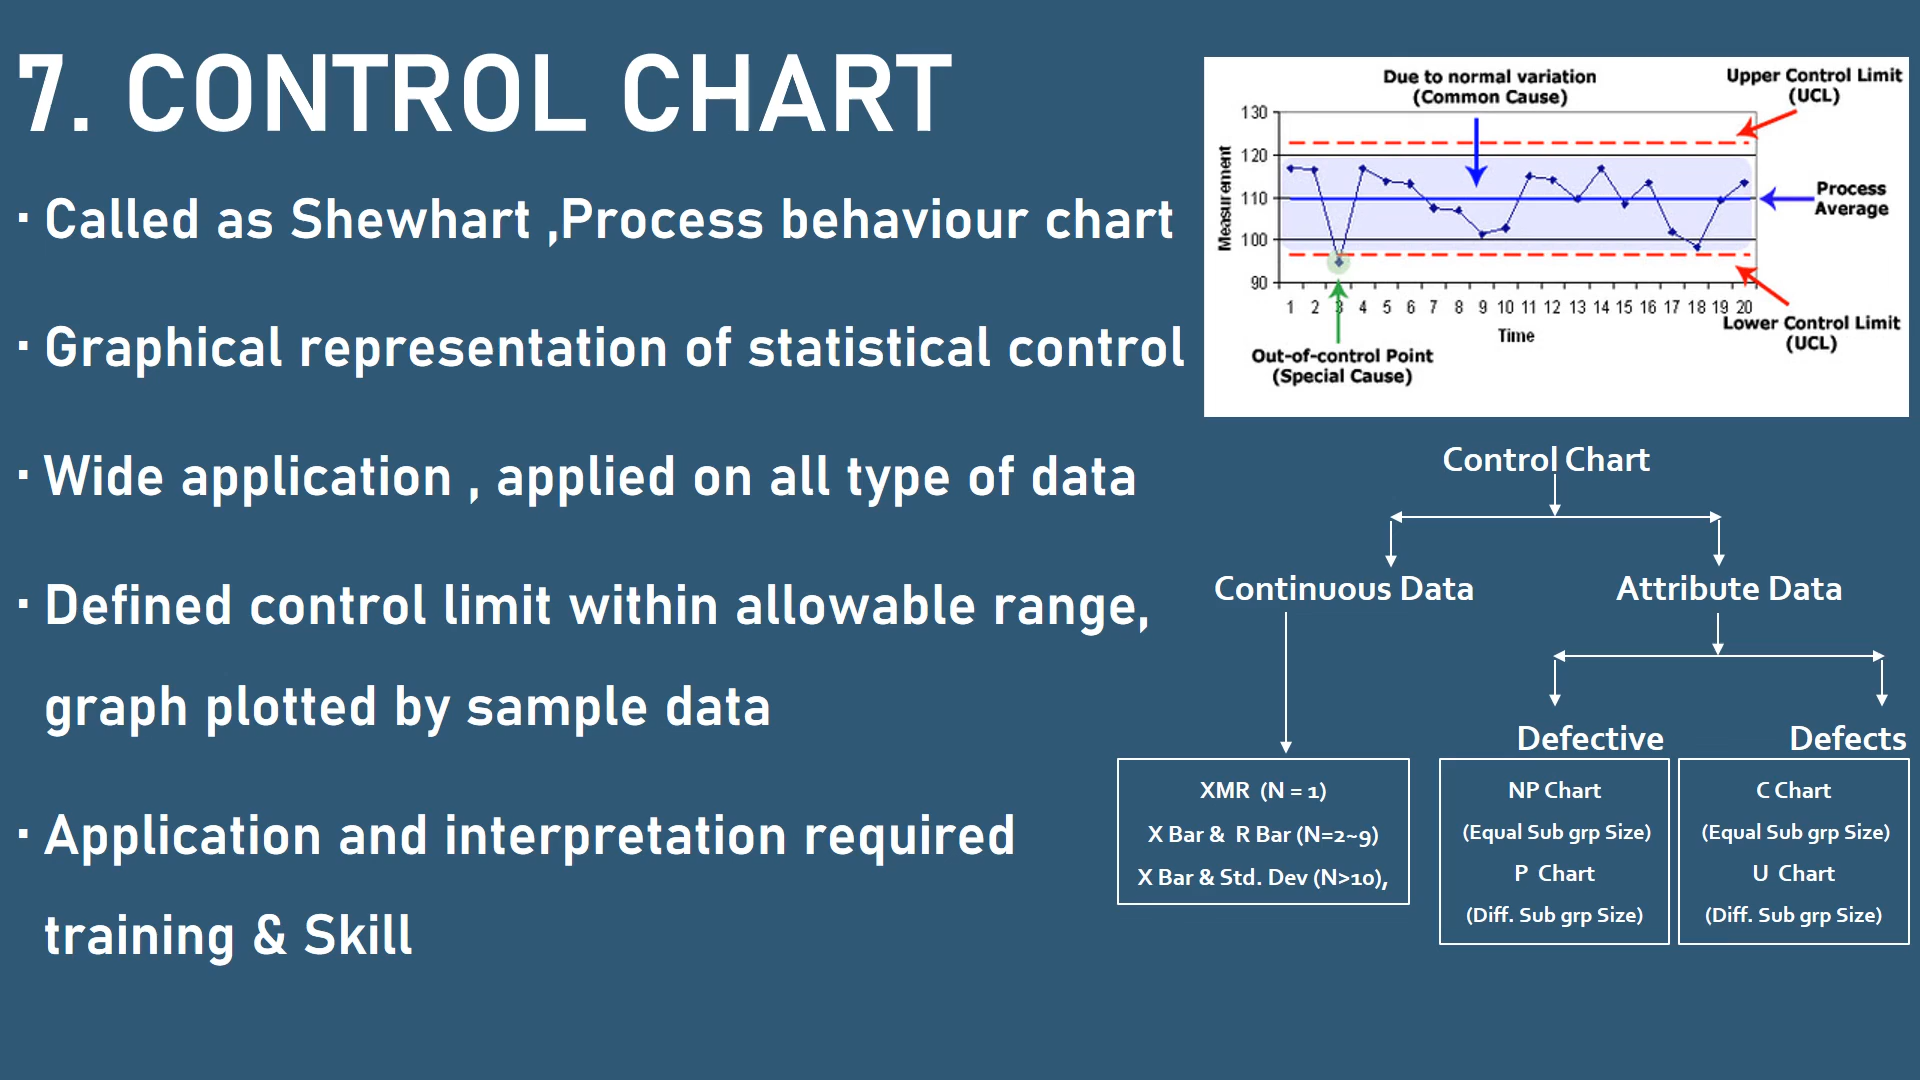 7. CONTROL CHART
· Called as Shewhart ,Process behaviour chart
· Graphical representation of statistical control
· Wide application , applied on all type of data
· Defined control limit within allowable range,
graph plotted by sample data
· Application and interpretation required
training & Skill
Due to normal variation
(Common Cause)
Upper Control Limit
(UCL)
130
120
110
100
90
Measurement
Process
Average
1 2 3 4 5 6 7 8 9 10 11 12 13 14 15 16 17 18 19 20
Time
Lower Control Limit
(UCL)
Out-of-control Point
(Special Cause)
Control Chart
Continuous Data
Attribute Data
Defective
Defects
XMR (N = 1)
X Bar & R Bar (N=2~9)
X Bar & Std. Dev (N>10),
NP Chart
(Equal Sub grp Size)
P Chart
(Diff. Sub grp Size)
C Chart
(Equal Sub grp Size)
U Chart
(Diff. Sub grp Size)